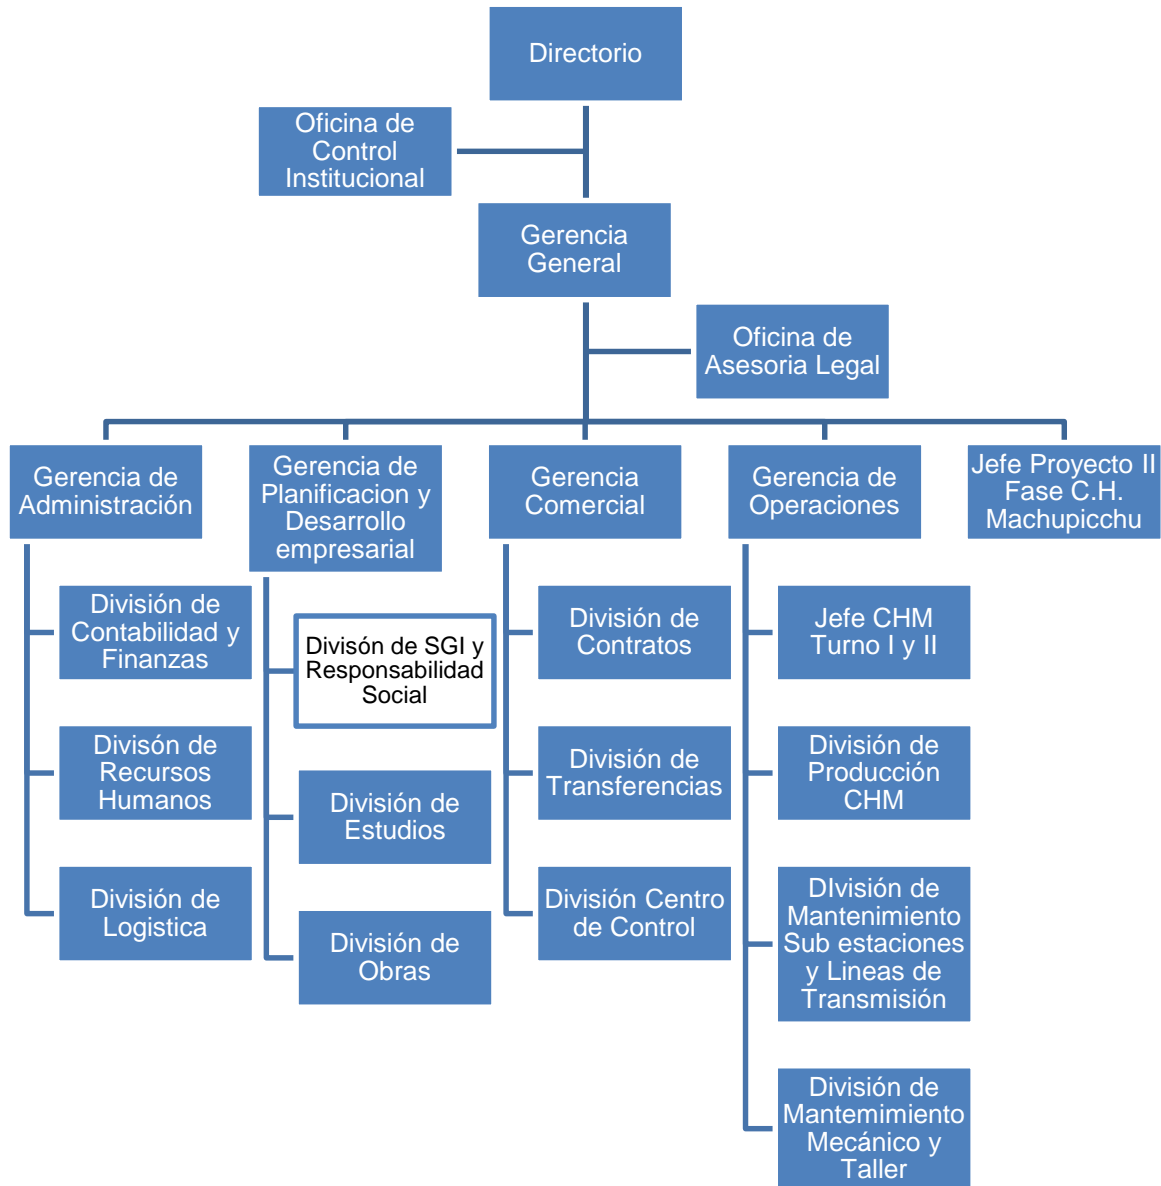 Directorio
Oficina de
Control
Institucional
Gerencia
General
Oficina de
Asesoria Legal
Gerencia de
Administración
Gerencia de
Planificacion y
Desarrollo
empresarial
Gerencia
Comercial
Gerencia de
Operaciones
Jefe Proyecto II
Fase C.H.
Machupicchu
División de
Contabilidad y
Finanzas
Divisón de
Recursos
Humanos
División de
Logistica
Divisón de SGI y
Responsabilidad
Social
División de
Estudios
División de
Obras
División de
Contratos
División de
Transferencias
División Centro
de Control
Jefe CHM
Turno I y II
División de
Producción
CHM
DIvisión de
Mantenimiento
Sub estaciones
y Lineas de
Transmisión
División de
Mantemimiento
Mecánico y
Taller